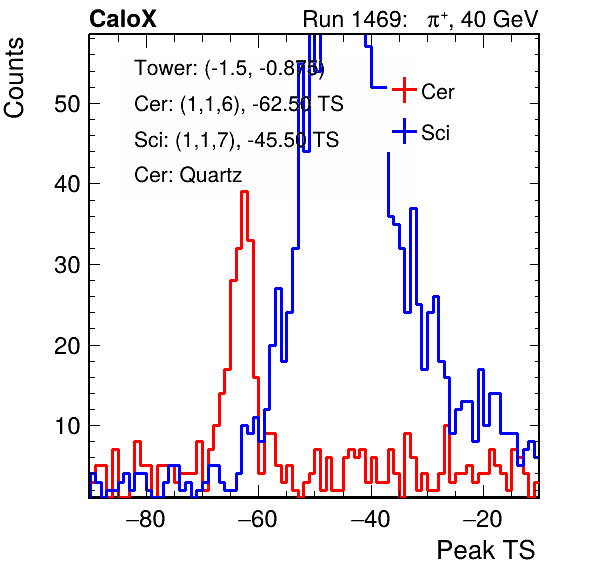 CaloX Run 1469: π⁺, 40 GeV
Counts
Tower: (-1.5, -0.875)
Cer: (1,1,6), -62.50 TS
Sci: (1,1,7), -45.50 TS
Cer: Quartz
Cer
Sci
50
40
30
20
10
−80 −60 −40 −20
Peak TS